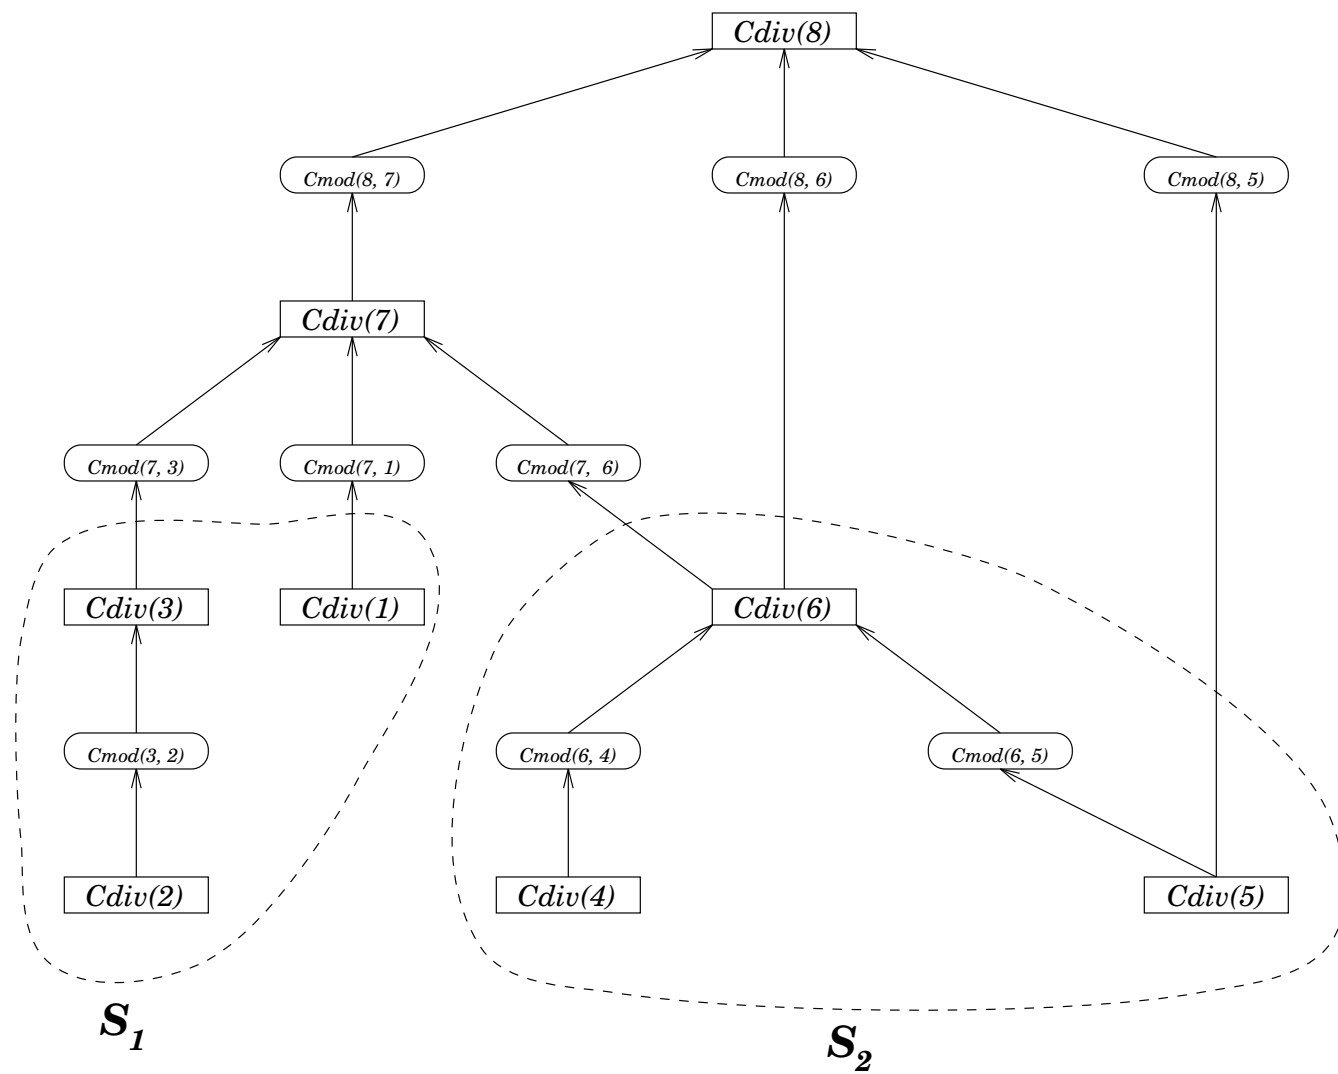 Cdiv(8)
Cmod(8, 7)
Cmod(8, 6)
Cmod(8, 5)
Cdiv(7)
Cmod(7, 3)
Cmod(7, 1)
Cmod(7, 6)
Cdiv(3)
Cdiv(1)
Cdiv(6)
Cmod(3, 2)
Cmod(6, 4)
Cmod(6, 5)
Cdiv(2)
Cdiv(4)
Cdiv(5)
S1
S2